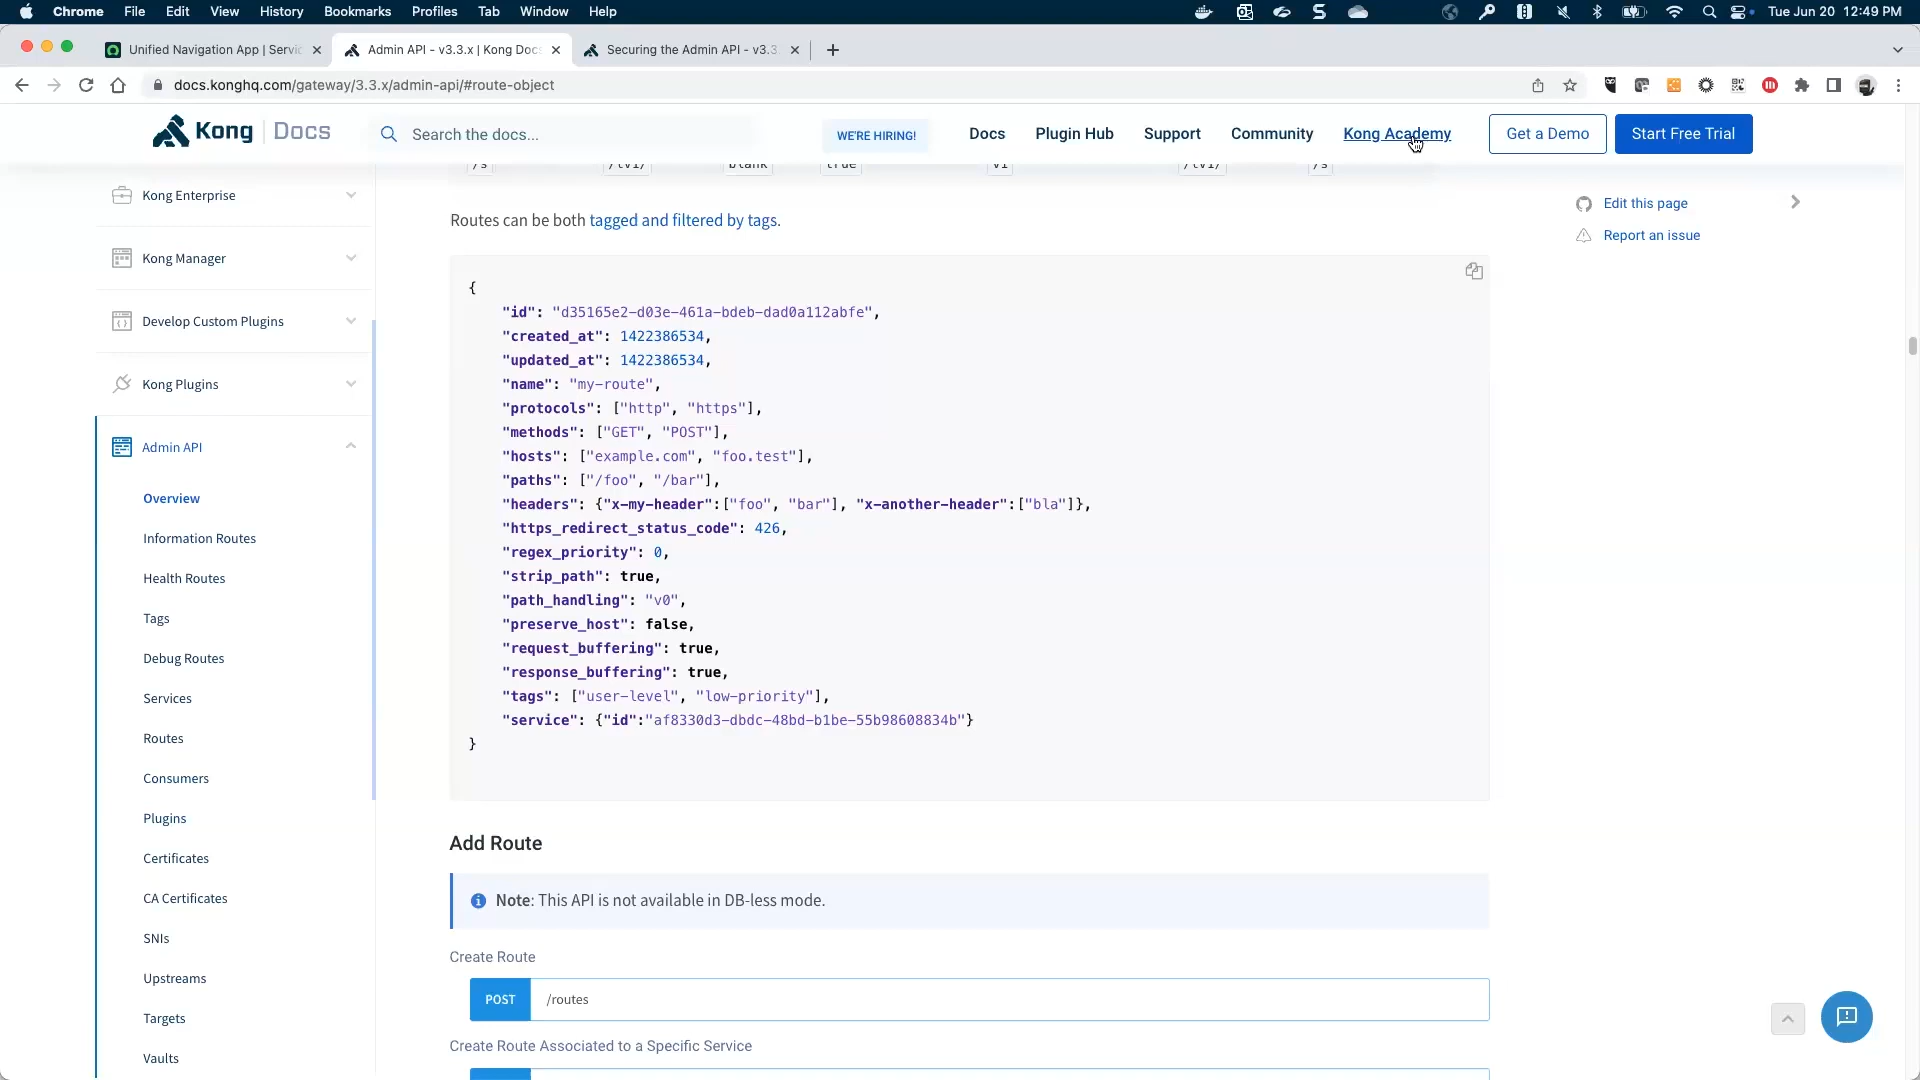 Chrome File Edit View History Bookmarks Profiles Tab Window Help Tue Jun 20 12:49 PM
Unified Navigation App | Servic Admin API - v3.3.x | Kong Docs Securing the Admin API - v3.3
docs.konghq.com/gateway/3.3.x/admin-api/#route-object
Kong Docs Search the docs... WE'RE HIRING! Docs Plugin Hub Support Community Kong Academy Get a Demo Start Free Trial
/s /tv1/ blank true v1 /tv1/ /s
Kong Enterprise
Kong Manager
Develop Custom Plugins
Kong Plugins
Admin API
Overview
Information Routes
Health Routes
Tags
Debug Routes
Services
Routes
Consumers
Plugins
Certificates
CA Certificates
SNIs
Upstreams
Targets
Vaults
Routes can be both tagged and filtered by tags.
{
"id": "d35165e2-d03e-461a-bdeb-dad0a112abfe",
"created_at": 1422386534,
"updated_at": 1422386534,
"name": "my-route",
"protocols": ["http", "https"],
"methods": ["GET", "POST"],
"hosts": ["example.com", "foo.test"],
"paths": ["/foo", "/bar"],
"headers": {"x-my-header":["foo", "bar"], "x-another-header":["bla"]},
"https_redirect_status_code": 426,
"regex_priority": 0,
"strip_path": true,
"path_handling": "v0",
"preserve_host": false,
"request_buffering": true,
"response_buffering": true,
"tags": ["user-level", "low-priority"],
"service": {"id":"af8330d3-dbdc-48bd-b1be-55b98608834b"}
}
Add Route
Note: This API is not available in DB-less mode.
Create Route
POST /routes
Create Route Associated to a Specific Service
Edit this page
Report an issue